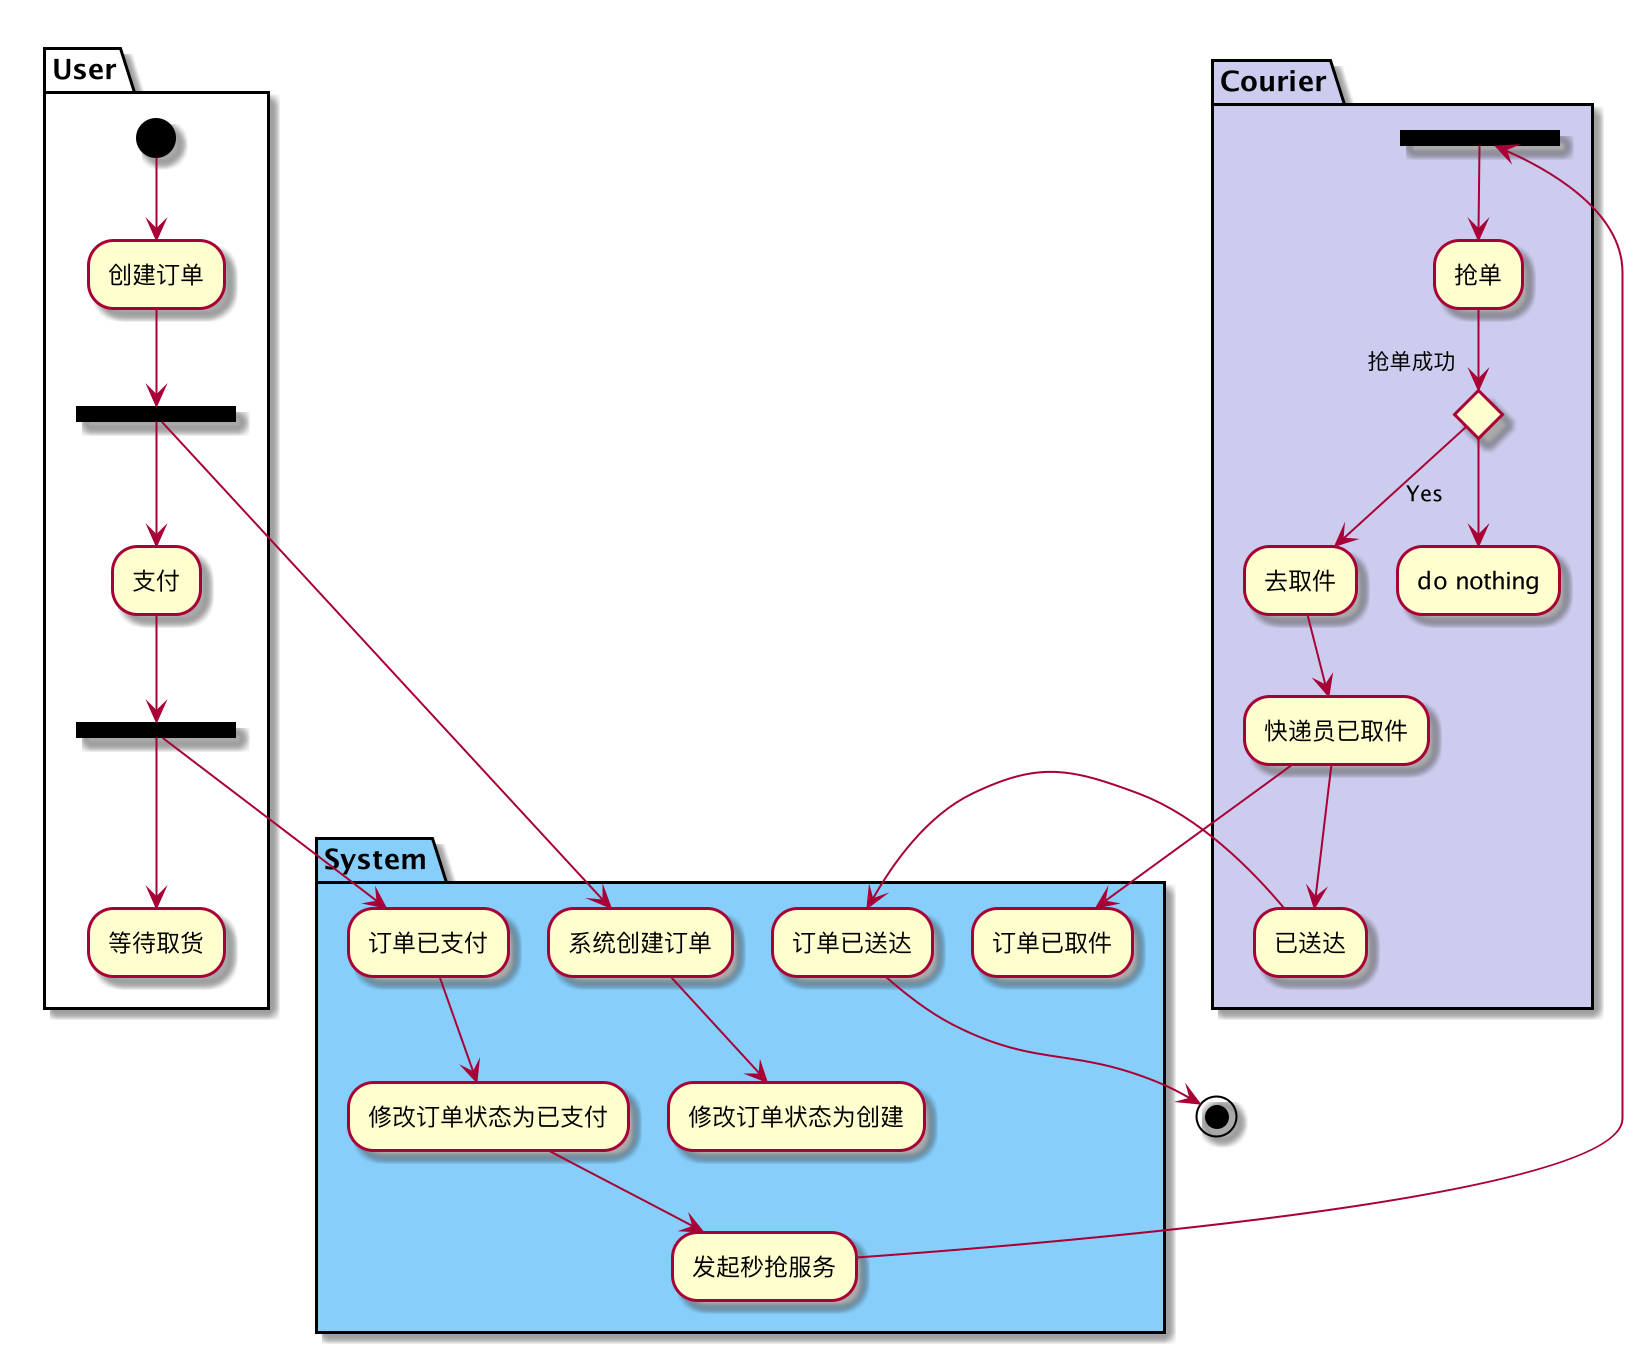 User
创建订单
支付
等待取货
Courier
抢单
抢单成功
Yes
去取件
do nothing
快递员已取件
已送达
System
订单已支付
系统创建订单
订单已送达
订单已取件
修改订单状态为已支付
修改订单状态为创建
发起秒抢服务